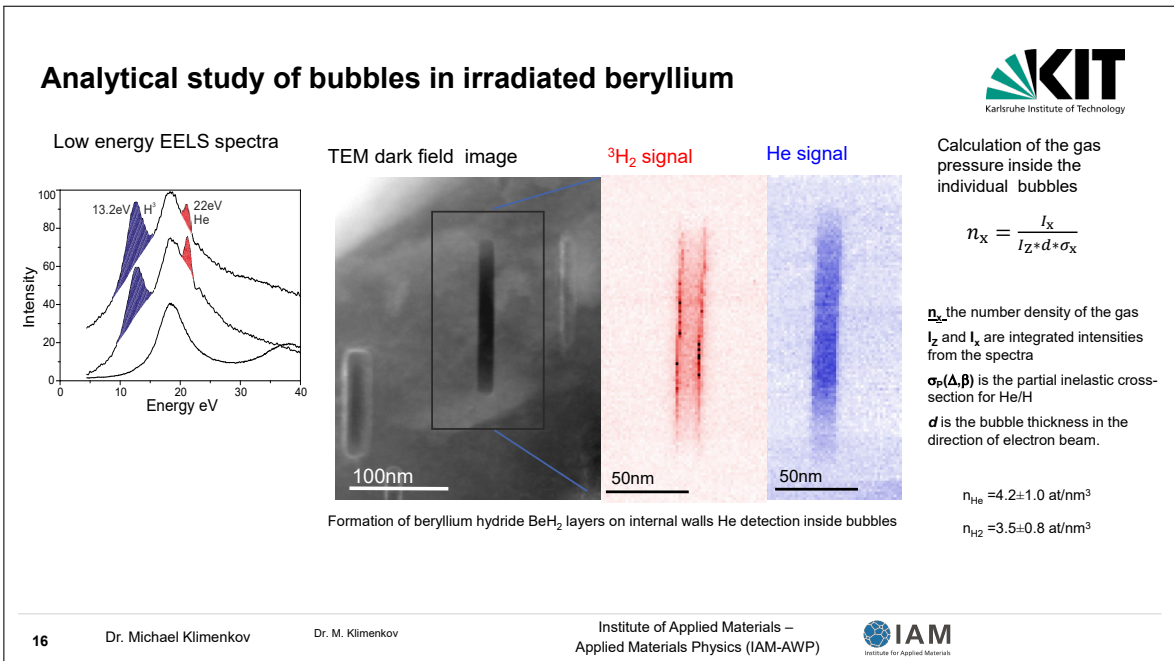 Analytical study of bubbles in irradiated beryllium
KIT
Karlsruhe Institute of Technology
Low energy EELS spectra
TEM dark field image
³H₂ signal
He signal
Calculation of the gas
pressure inside the
individual bubbles
nₓ = Iₓ / (I_Z∗d∗σₓ)
100
80
60
40
20
0
Intensity
13.2eV
H³
22eV
He
0
10
20
30
40
Energy eV
100nm
50nm
50nm
nₓ the number density of the gas
I_Z and Iₓ are integrated intensities
from the spectra
σ_P(Δ,β) is the partial inelastic cross-
section for He/H
d is the bubble thickness in the
direction of electron beam.
n_He =4.2±1.0 at/nm³
n_H2 =3.5±0.8 at/nm³
Formation of beryllium hydride BeH₂ layers on internal walls He detection inside bubbles
16
Dr. Michael Klimenkov
Dr. M. Klimenkov
Institute of Applied Materials –
Applied Materials Physics (IAM-AWP)
IAM
Institute for Applied Materials